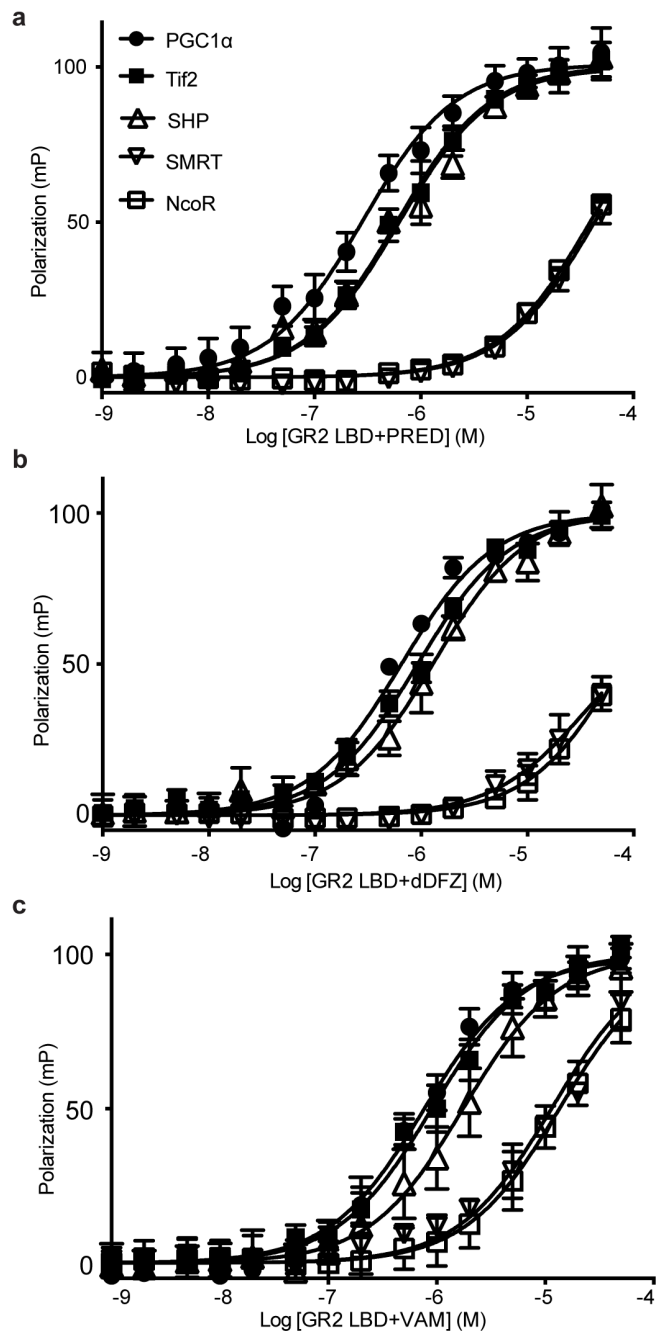 a
PGC1α
Tif2
SHP
SMRT
NcoR
100
50
0
Polarization (mP)
-9 -8 -7 -6 -5 -4
Log [GR2 LBD+PRED] (M)
b
100
50
0
Polarization (mP)
-9 -8 -7 -6 -5 -4
Log [GR2 LBD+dDFZ] (M)
c
100
50
0
Polarization (mP)
-9 -8 -7 -6 -5 -4
Log [GR2 LBD+VAM] (M)